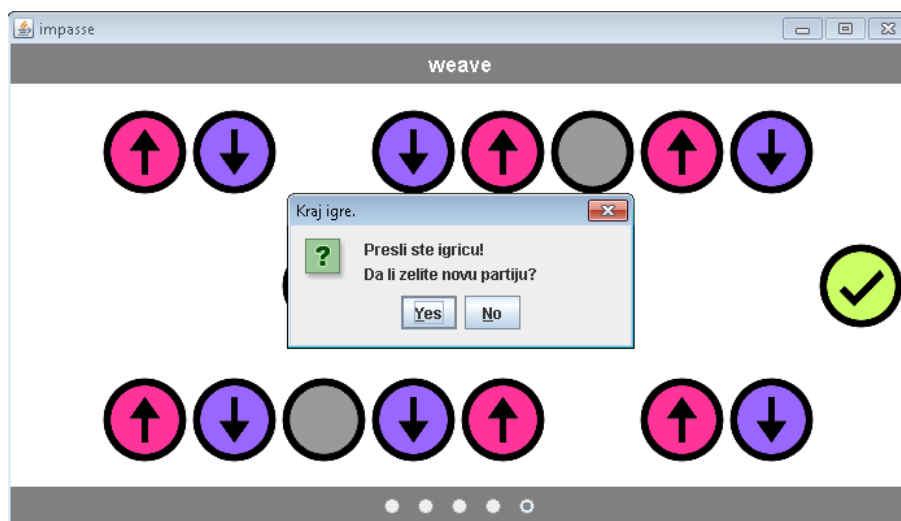 impasse
weave
Kraj igre.
Presli ste igricu!
Da li zelite novu partiju?
Yes No